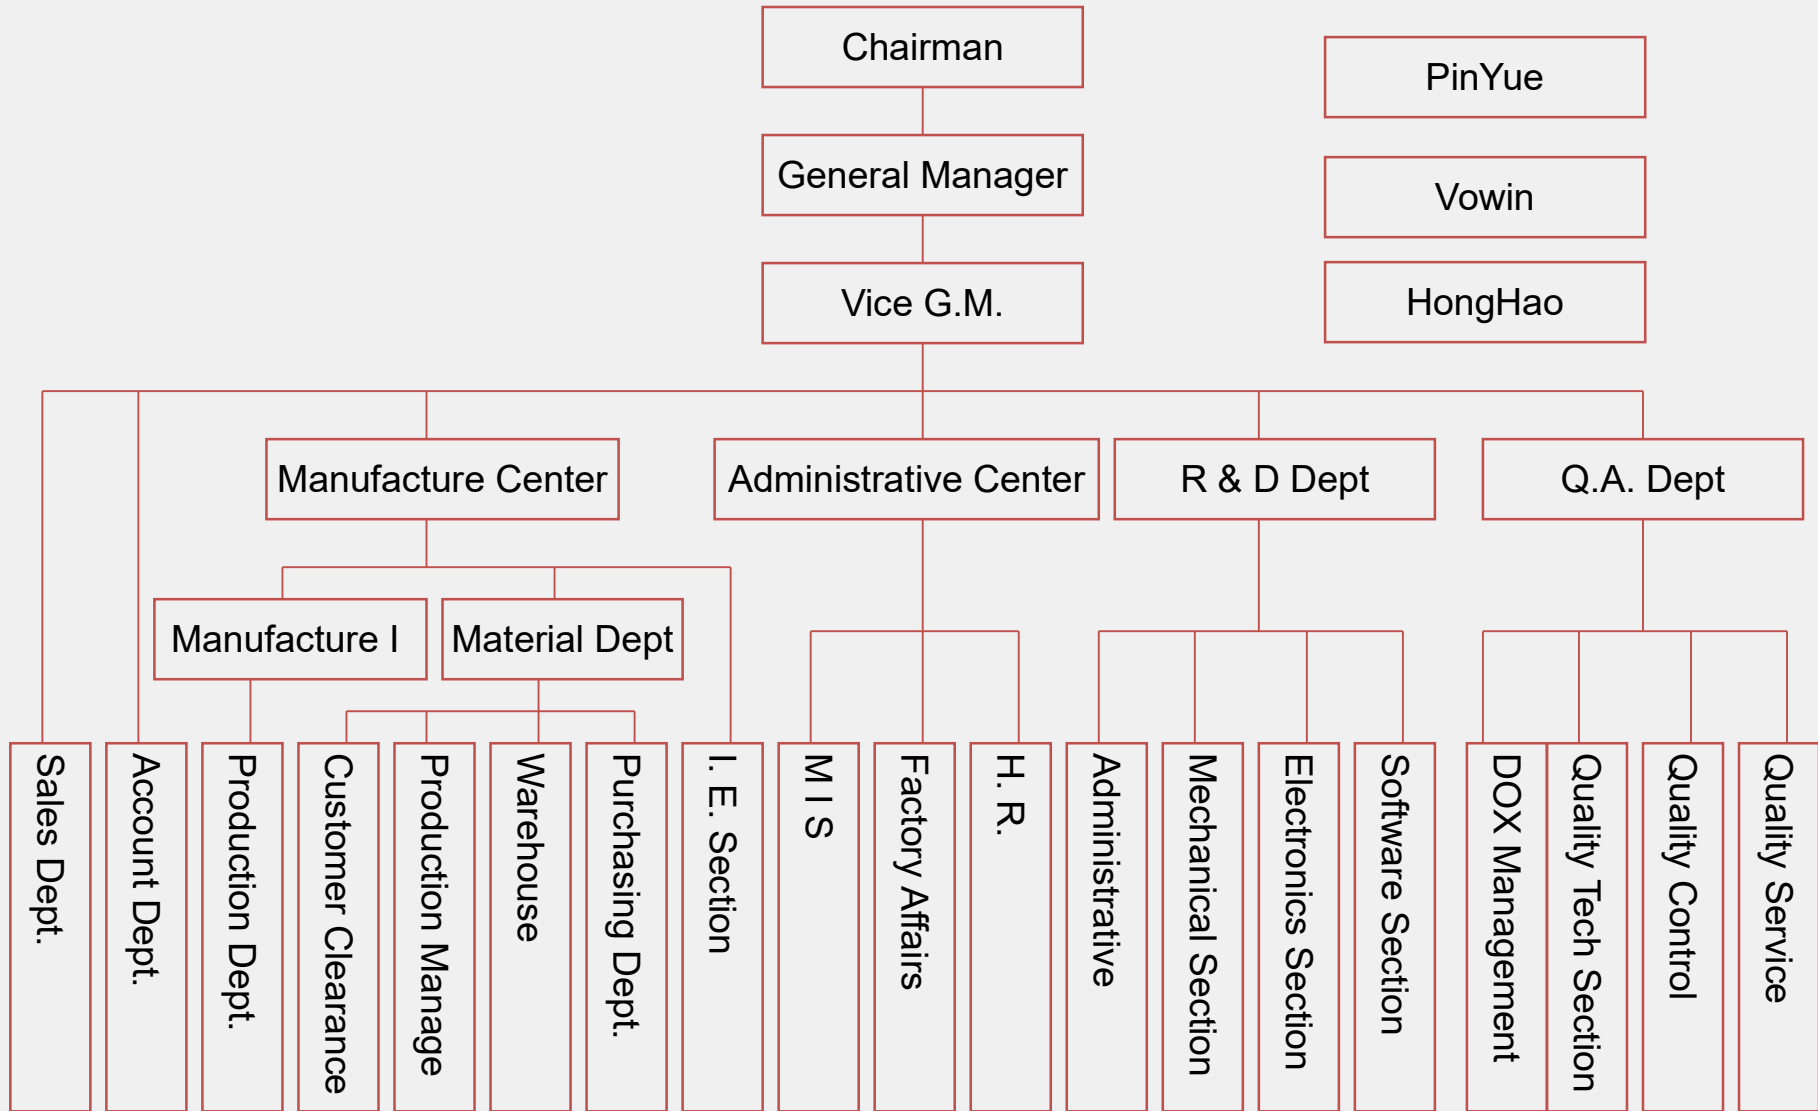 Chairman
PinYue
General Manager
Vowin
Vice G.M.
HongHao
Manufacture Center
Administrative Center
R & D Dept
Q.A. Dept
Manufacture I
Material Dept
Sales Dept.
Account Dept.
Production Dept.
Customer Clearance
Production Manage
Warehouse
Purchasing Dept.
I. E. Section
M I S
Factory Affairs
H. R.
Administrative
Mechanical Section
Electronics Section
Software Section
DOX Management
Quality Tech Section
Quality Control
Quality Service